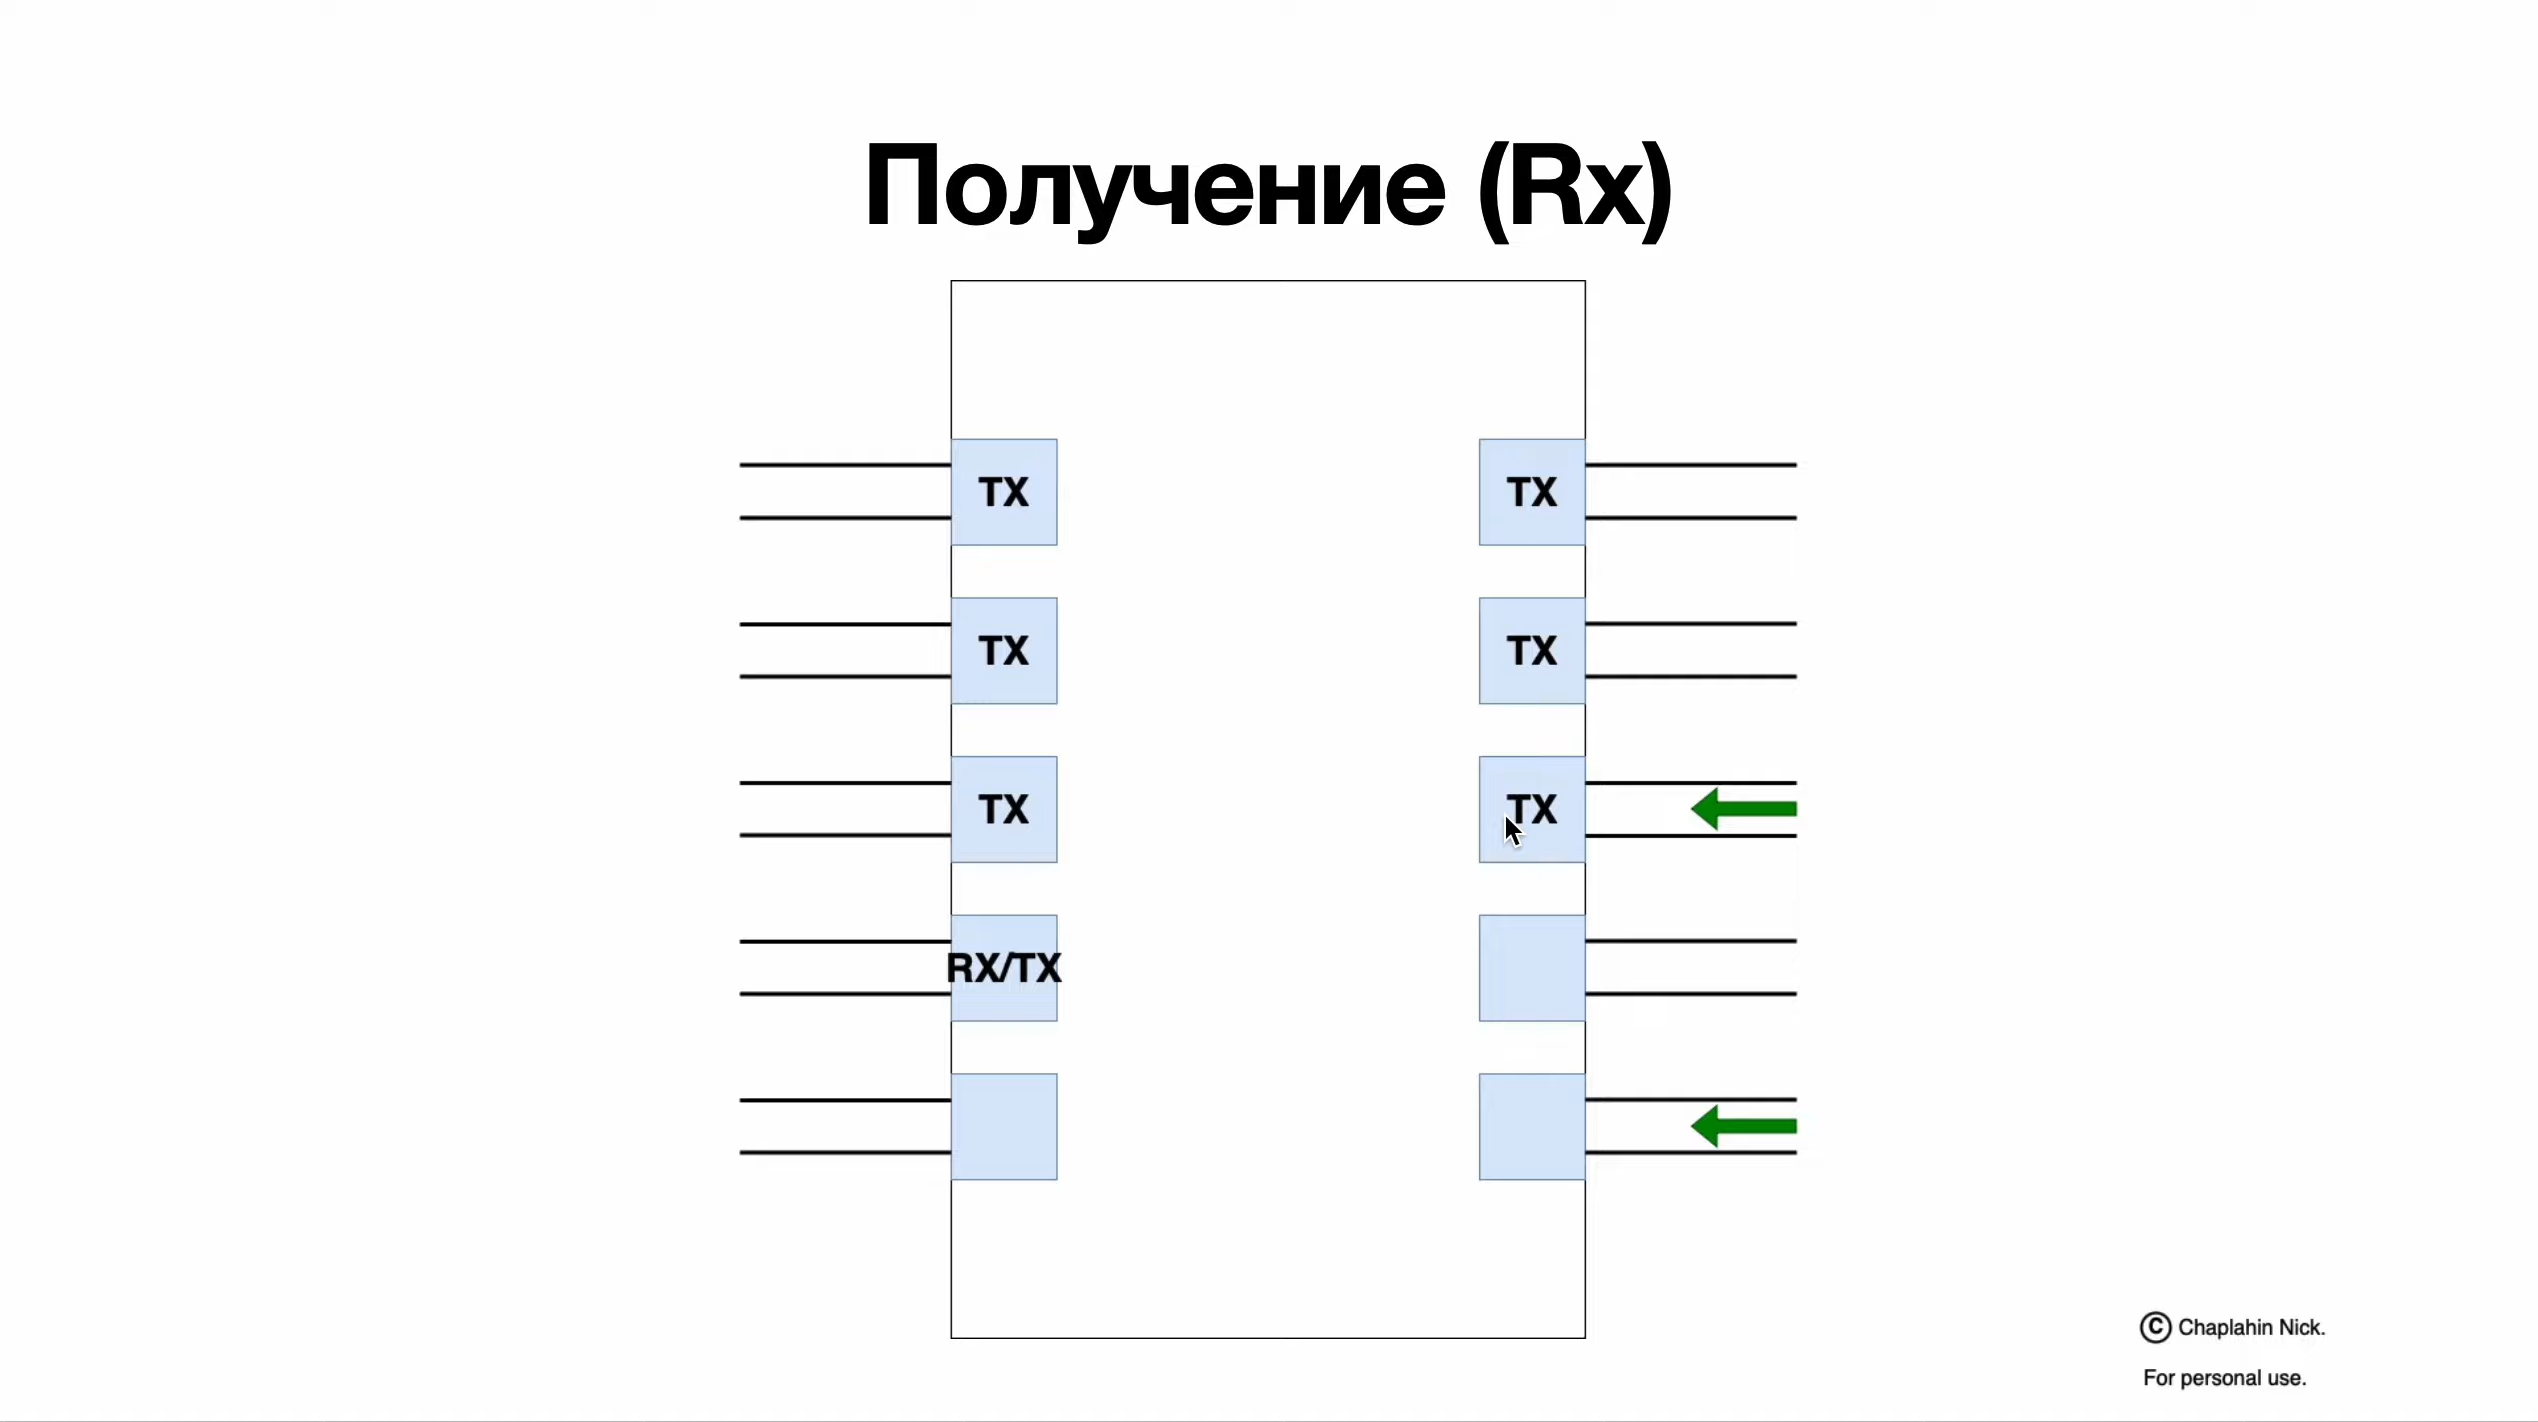 Получение (Rx)
TX
TX
TX
TX
TX
TX
RX/TX
© Chaplahin Nick.
For personal use.